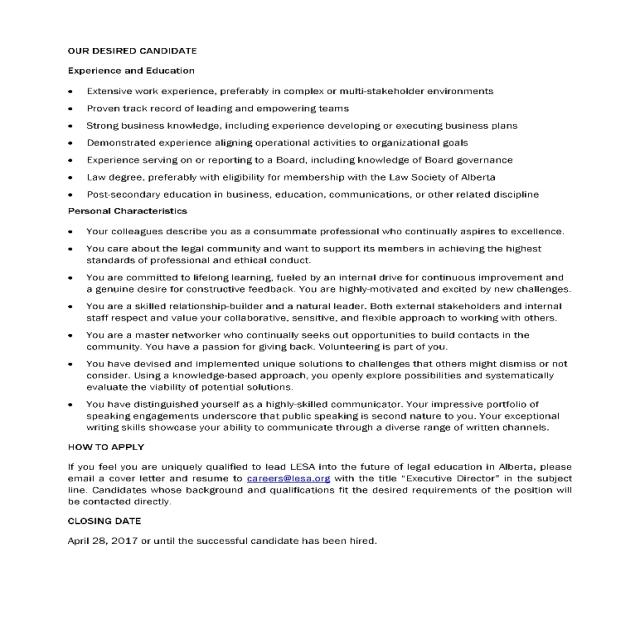 OUR DESIRED CANDIDATE
Experience and Education
• Extensive work experience, preferably in complex or multi-stakeholder environments
• Proven track record of leading and empowering teams
• Strong business knowledge, including experience developing or executing business plans
• Demonstrated experience aligning operational activities to organizational goals
• Experience serving on or reporting to a Board, including knowledge of Board governance
• Law degree, preferably with eligibility for membership with the Law Society of Alberta
• Post-secondary education in business, education, communications, or other related discipline
Personal Characteristics
• Your colleagues describe you as a consummate professional who continually aspires to excellence.
• You care about the legal community and want to support its members in achieving the highest
standards of professional and ethical conduct.
• You are committed to lifelong learning, fueled by an internal drive for continuous improvement and
a genuine desire for constructive feedback. You are highly-motivated and excited by new challenges.
• You are a skilled relationship-builder and a natural leader. Both external stakeholders and internal
staff respect and value your collaborative, sensitive, and flexible approach to working with others.
• You are a master networker who continually seeks out opportunities to build contacts in the
community. You have a passion for giving back. Volunteering is part of you.
• You have devised and implemented unique solutions to challenges that others might dismiss or not
consider. Using a knowledge-based approach, you openly explore possibilities and systematically
evaluate the viability of potential solutions.
• You have distinguished yourself as a highly-skilled communicator. Your impressive portfolio of
speaking engagements underscore that public speaking is second nature to you. Your exceptional
writing skills showcase your ability to communicate through a diverse range of written channels.
HOW TO APPLY
If you feel you are uniquely qualified to lead LESA into the future of legal education in Alberta, please
email a cover letter and resume to careers@lesa.org with the title “Executive Director” in the subject
line. Candidates whose background and qualifications fit the desired requirements of the position will
be contacted directly.
CLOSING DATE
April 28, 2017 or until the successful candidate has been hired.